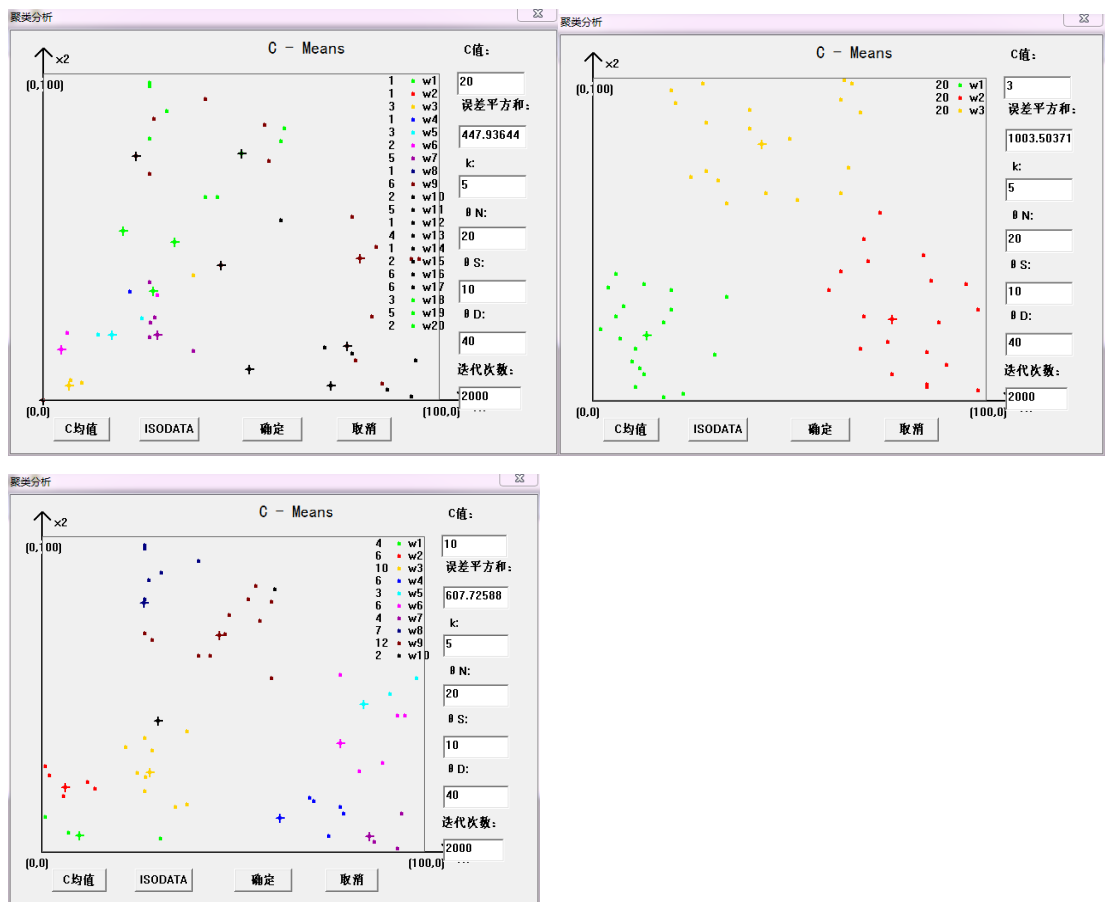 聚类分析
C - Means
x2
(0,100)
(0,0)
(100,0)
1 w1
1 w2
3 w3
1 w4
3 w5
2 w6
5 w7
1 w8
6 w9
2 w10
5 w11
1 w12
4 w13
1 w14
2 w15
6 w16
6 w17
3 w18
5 w19
2 w20
C值:
20
误差平方和:
447.93644
k:
5
θN:
20
θS:
10
θD:
40
迭代次数:
2000
C均值 ISODATA 确定 取消
聚类分析
C - Means
x2
(0,100)
(0,0)
(100,0)
20 w1
20 w2
20 w3
C值:
3
误差平方和:
1003.50371
k:
5
θN:
20
θS:
10
θD:
40
迭代次数:
2000
C均值 ISODATA 确定 取消
聚类分析
C - Means
x2
(0,100)
(0,0)
(100,0)
4 w1
6 w2
10 w3
6 w4
3 w5
6 w6
4 w7
7 w8
12 w9
2 w10
C值:
10
误差平方和:
607.72588
k:
5
θN:
20
θS:
10
θD:
40
迭代次数:
2000
C均值 ISODATA 确定 取消